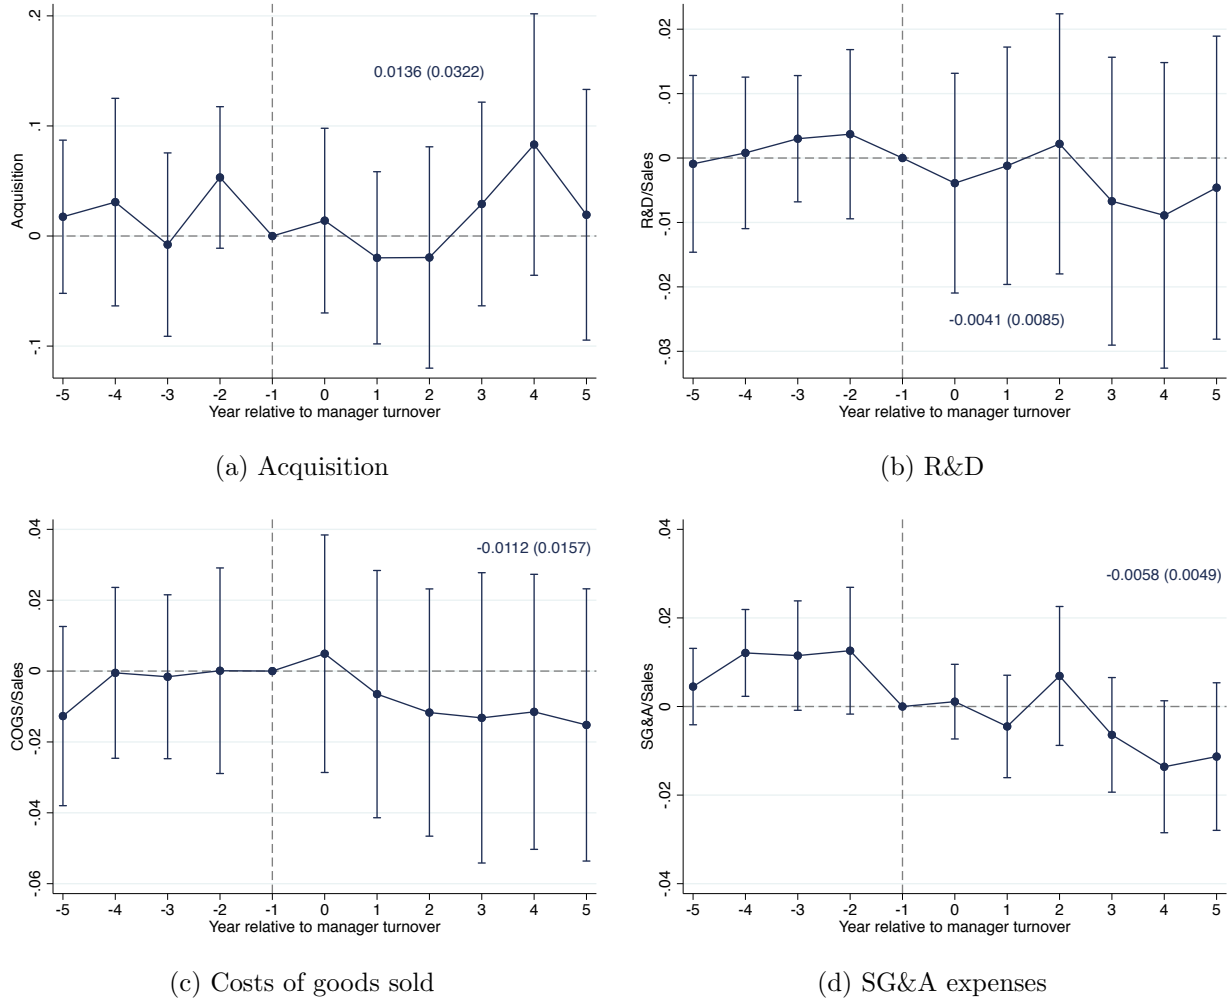 .2
.1
0
-.1
Acquisition
0.0136 (0.0322)
-5 -4 -3 -2 -1 0 1 2 3 4 5
Year relative to manager turnover
(a) Acquisition
.02
.01
0
-.01
-.02
-.03
R&D/Sales
-0.0041 (0.0085)
-5 -4 -3 -2 -1 0 1 2 3 4 5
Year relative to manager turnover
(b) R&D
.04
.02
0
-.02
-.04
-.06
COGS/Sales
-0.0112 (0.0157)
-5 -4 -3 -2 -1 0 1 2 3 4 5
Year relative to manager turnover
(c) Costs of goods sold
.04
.02
0
-.02
-.04
SG&A/Sales
-0.0058 (0.0049)
-5 -4 -3 -2 -1 0 1 2 3 4 5
Year relative to manager turnover
(d) SG&A expenses